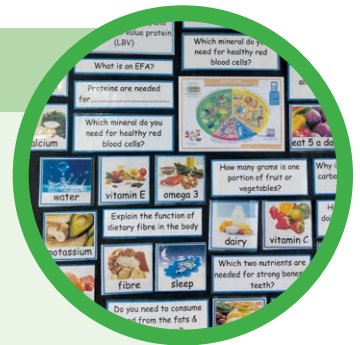 value protein
(LBV)
Which mineral do you
need for healthy red
blood cells?
What is an EFA?
Proteins are needed
for
Which mineral do you
need for healthy red
blood cells?
eat 5 a da
water
vitamin E
omega 3
How many grams is one
portion of fruit or
vegetables?
Why i
carbo
Explain the function of
dietary fibre in the body
dairy
vitamin C
otassium
fibre
sleep
Which two nutrients are
needed for strong bones
teeth?
Do you need to consume
d from the fats &